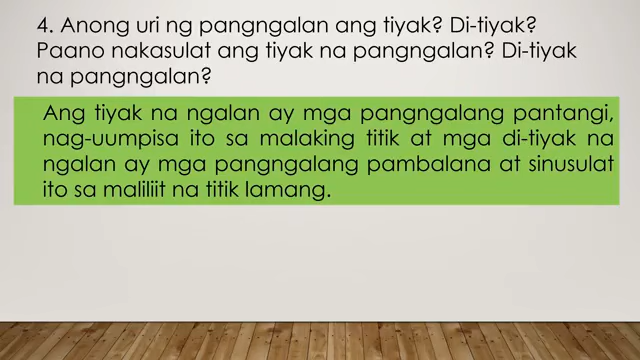 4. Anong uri ng pangngalan ang tiyak? Di-tiyak?
Paano nakasulat ang tiyak na pangngalan? Di-tiyak
na pangngalan?
Ang tiyak na ngalan ay mga pangngalang pantangi,
nag-uumpisa ito sa malaking titik at mga di-tiyak na
ngalan ay mga pangngalang pambalana at sinusulat
ito sa maliliit na titik lamang.